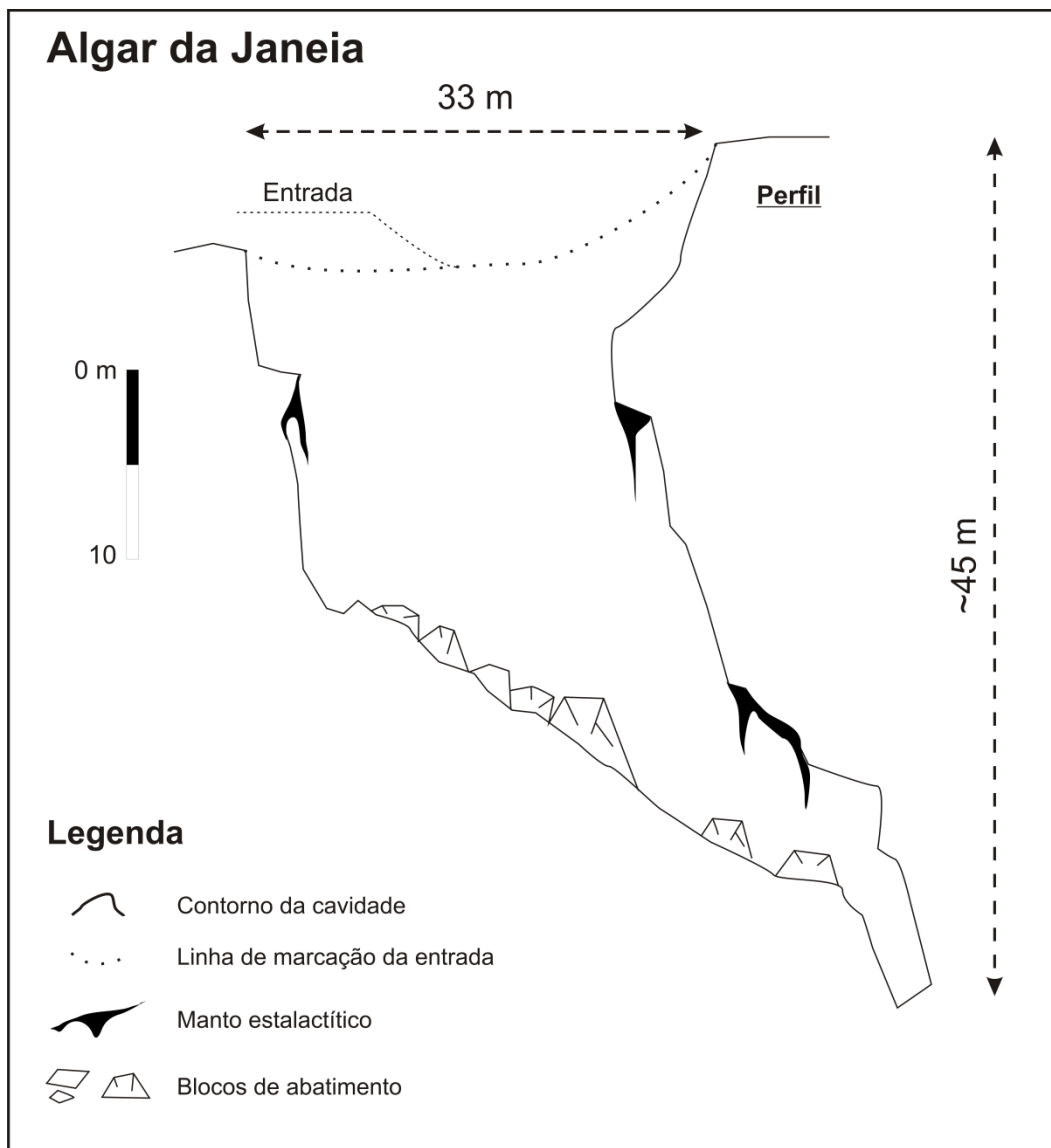 Algar da Janeia
33 m
Entrada
Perfil
0 m
10
~45 m
Legenda
Contorno da cavidade
Linha de marcação da entrada
Manto estalactítico
Blocos de abatimento